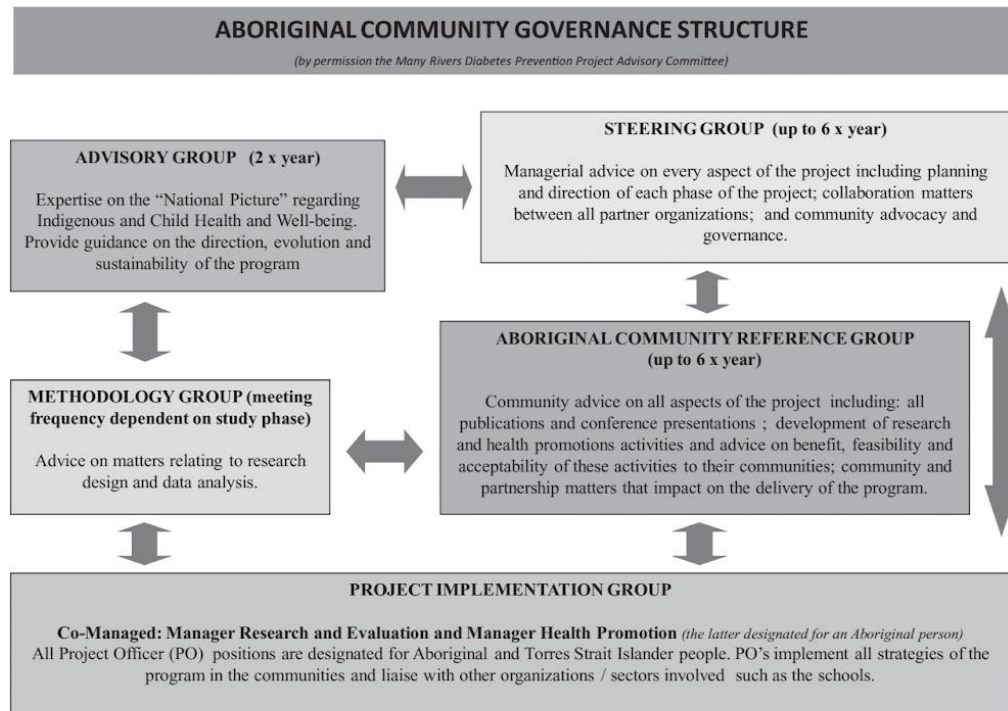 ABORIGINAL COMMUNITY GOVERNANCE STRUCTURE
(by permission the Many Rivers Diabetes Prevention Project Advisory Committee)
ADVISORY GROUP (2 x year)
Expertise on the “National Picture” regarding
Indigenous and Child Health and Well-being.
Provide guidance on the direction, evolution and
sustainability of the program
STEERING GROUP (up to 6 x year)
Managerial advice on every aspect of the project including planning
and direction of each phase of the project; collaboration matters
between all partner organizations; and community advocacy and
governance.
METHODOLOGY GROUP (meeting
frequency dependent on study phase)
Advice on matters relating to research
design and data analysis.
ABORIGINAL COMMUNITY REFERENCE GROUP
(up to 6 x year)
Community advice on all aspects of the project including: all
publications and conference presentations ; development of research
and health promotions activities and advice on benefit, feasibility and
acceptability of these activities to their communities; community and
partnership matters that impact on the delivery of the program.
PROJECT IMPLEMENTATION GROUP
Co-Managed: Manager Research and Evaluation and Manager Health Promotion (the latter designated for an Aboriginal person)
All Project Officer (PO) positions are designated for Aboriginal and Torres Strait Islander people. PO’s implement all strategies of the
program in the communities and liaise with other organizations / sectors involved such as the schools.